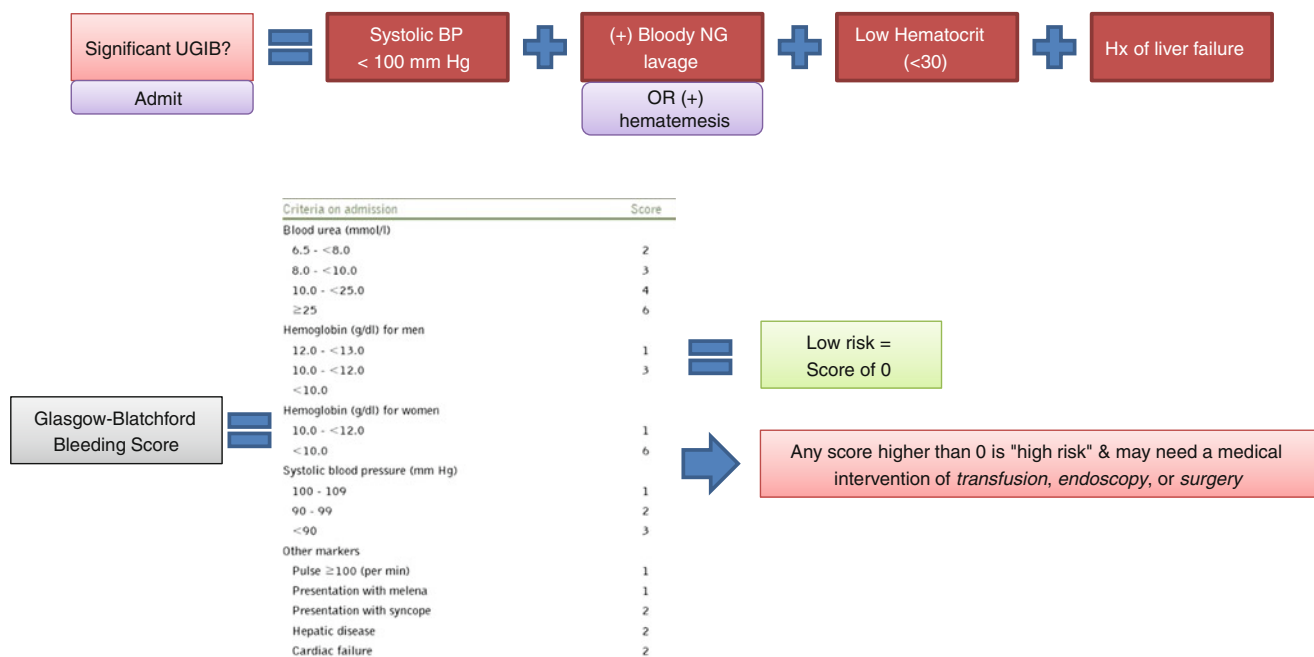 Significant UGIB?
Admit
Systolic BP
< 100 mm Hg
(+) Bloody NG
lavage
OR (+)
hematemesis
Low Hematocrit
(<30)
Hx of liver failure
Glasgow-Blatchford
Bleeding Score
Criteria on admission Score
Blood urea (mmol/l)
6.5 - <8.0 2
8.0 - <10.0 3
10.0 - <25.0 4
≥25 6
Hemoglobin (g/dl) for men
12.0 - <13.0 1
10.0 - <12.0 3
<10.0
Hemoglobin (g/dl) for women
10.0 - <12.0 1
<10.0 6
Systolic blood pressure (mm Hg)
100 - 109 1
90 - 99 2
<90 3
Other markers
Pulse ≥100 (per min) 1
Presentation with melena 1
Presentation with syncope 2
Hepatic disease 2
Cardiac failure 2
Low risk =
Score of 0
Any score higher than 0 is "high risk" & may need a medical
intervention of transfusion, endoscopy, or surgery